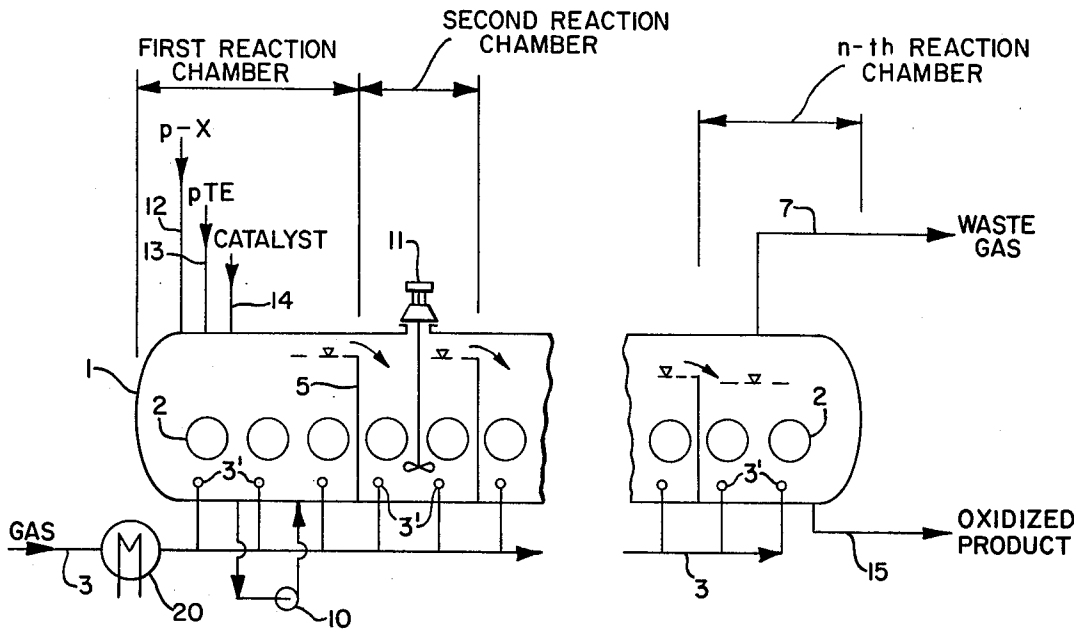 FIRST REACTION
CHAMBER
SECOND REACTION
CHAMBER
n-th REACTION
CHAMBER
p-X
pTE
12
13
CATALYST
14
11
7
WASTE
GAS
1
5
2
2
3'
3'
3'
GAS
3
20
10
3
15
OXIDIZED
PRODUCT